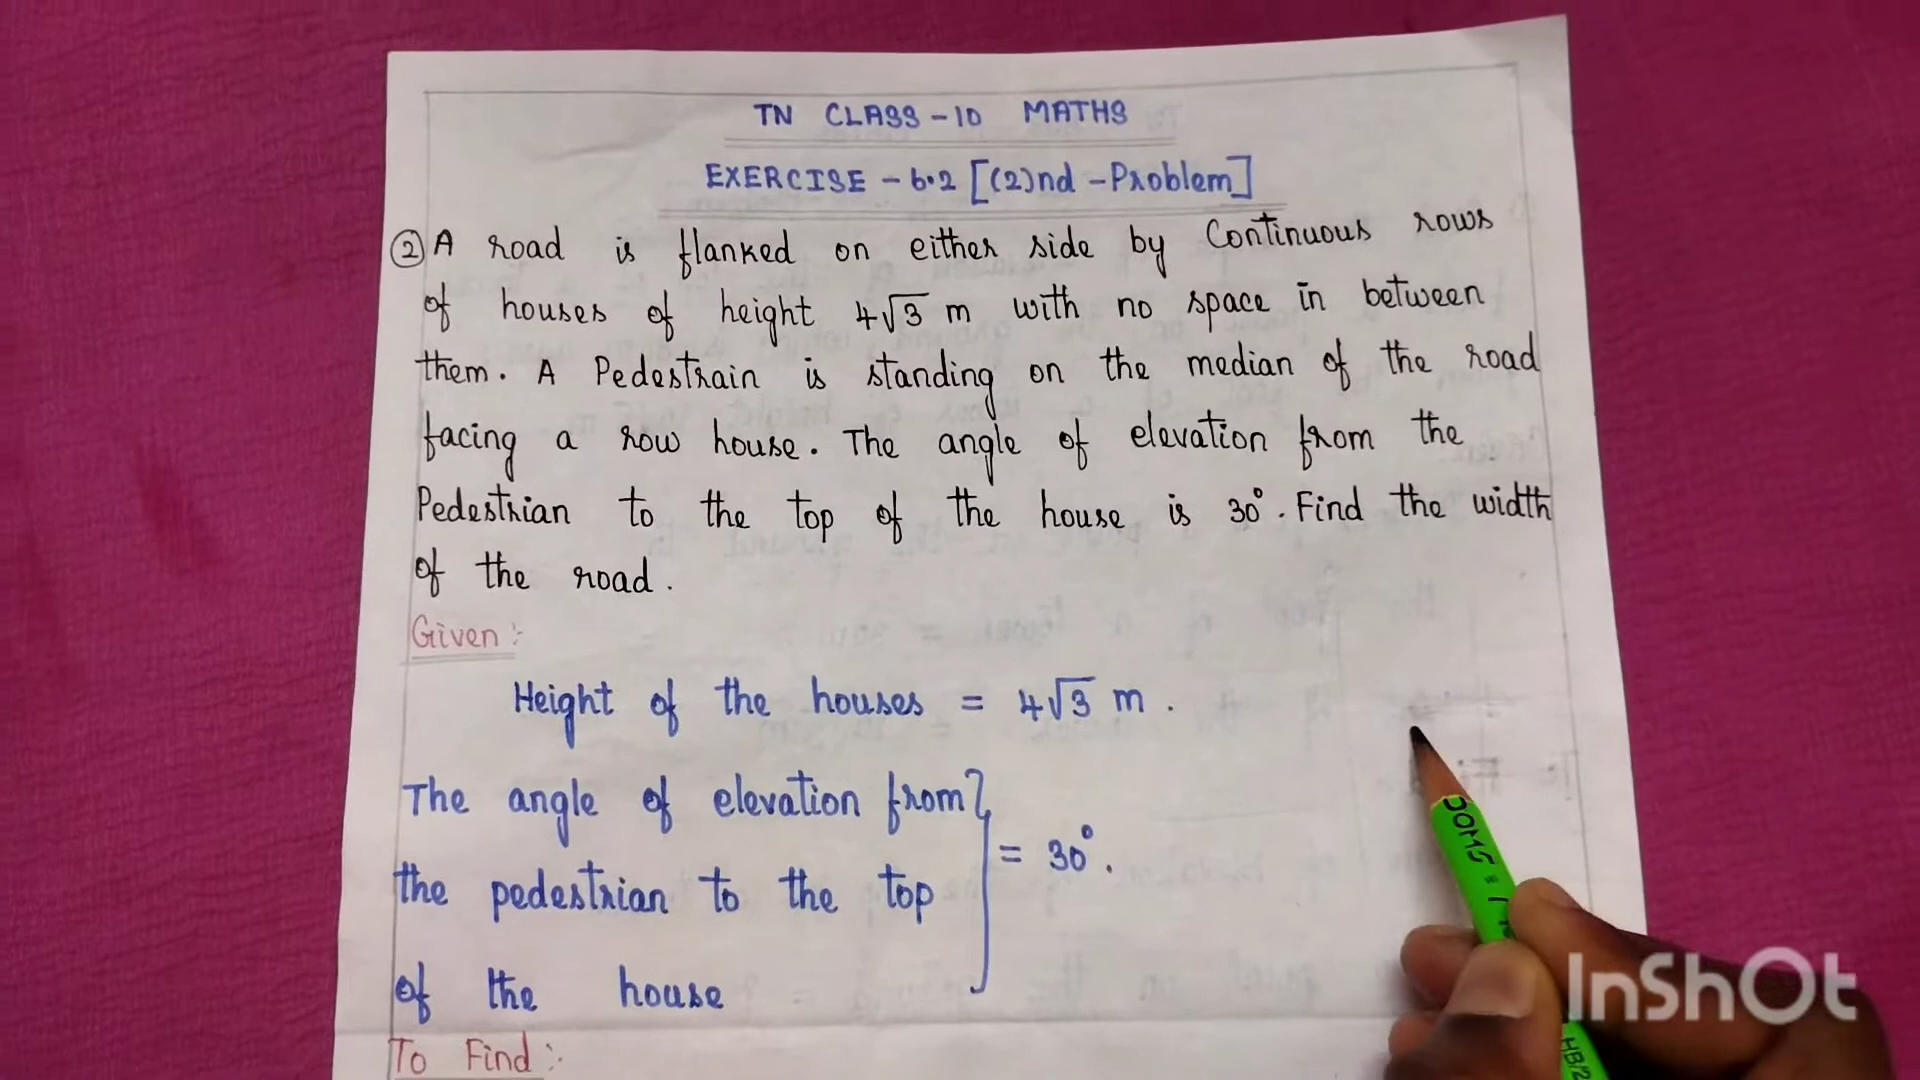 TN CLASS-10 MATHS
EXERCISE - 6.2 [(2)nd - Problem]
② A road is flanked on either side by Continuous rows
of houses of height 4√3 m with no space in between
them. A Pedestrain is standing on the median of the road
facing a row house. The angle of elevation from the
Pedestrian to the top of the house is 30°. Find the width
of the road.
Given :-
Height of the houses = 4√3 m.
The angle of elevation from
the pedestrian to the top
of the house
= 30°.
To Find :-
DOMS
HB/2
InShOt